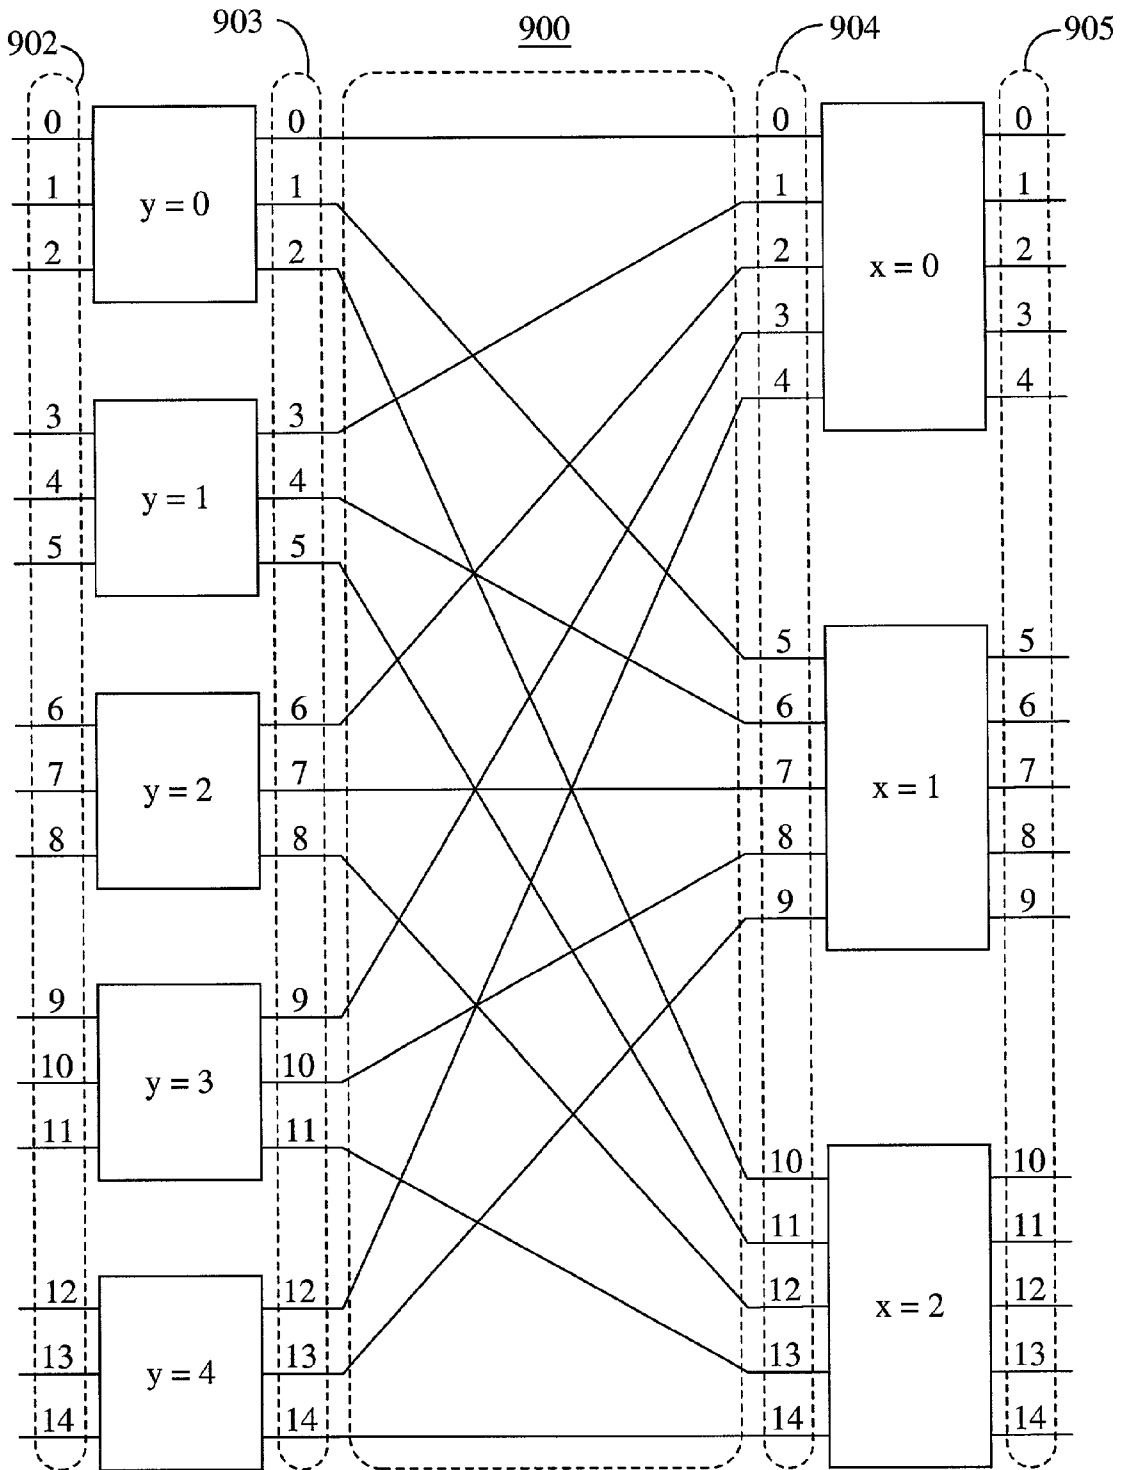 902
903
900
904
905
0 0 0 0
1 y = 0 1 1 1
2 2 2 x = 0 2
3 3
4 4
3 3
4 y = 1 4
5 5
5 5
6 6
6 6
7 y = 2 7 7 x = 1 7
8 8
8 8
9 9
9 9
10 y = 3 10
11 11
10 10
11 11
12 12
12 x = 2 12
13 y = 4 13
13 13
14 14 14 14